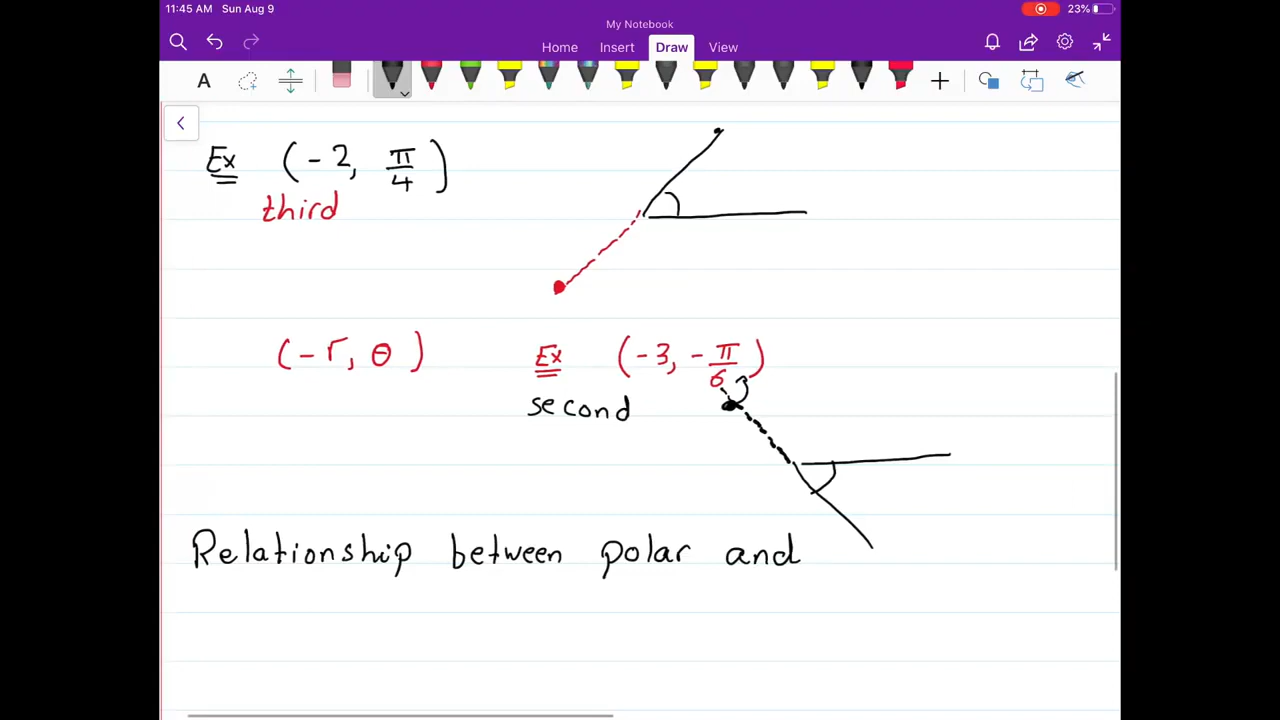 11:45 AM Sun Aug 9
23%
My Notebook
Home Insert Draw View
A
Ex (-2, π/4)
third
(-r, θ) Ex (-3, -π/6)
second
3
Relationship between polar and